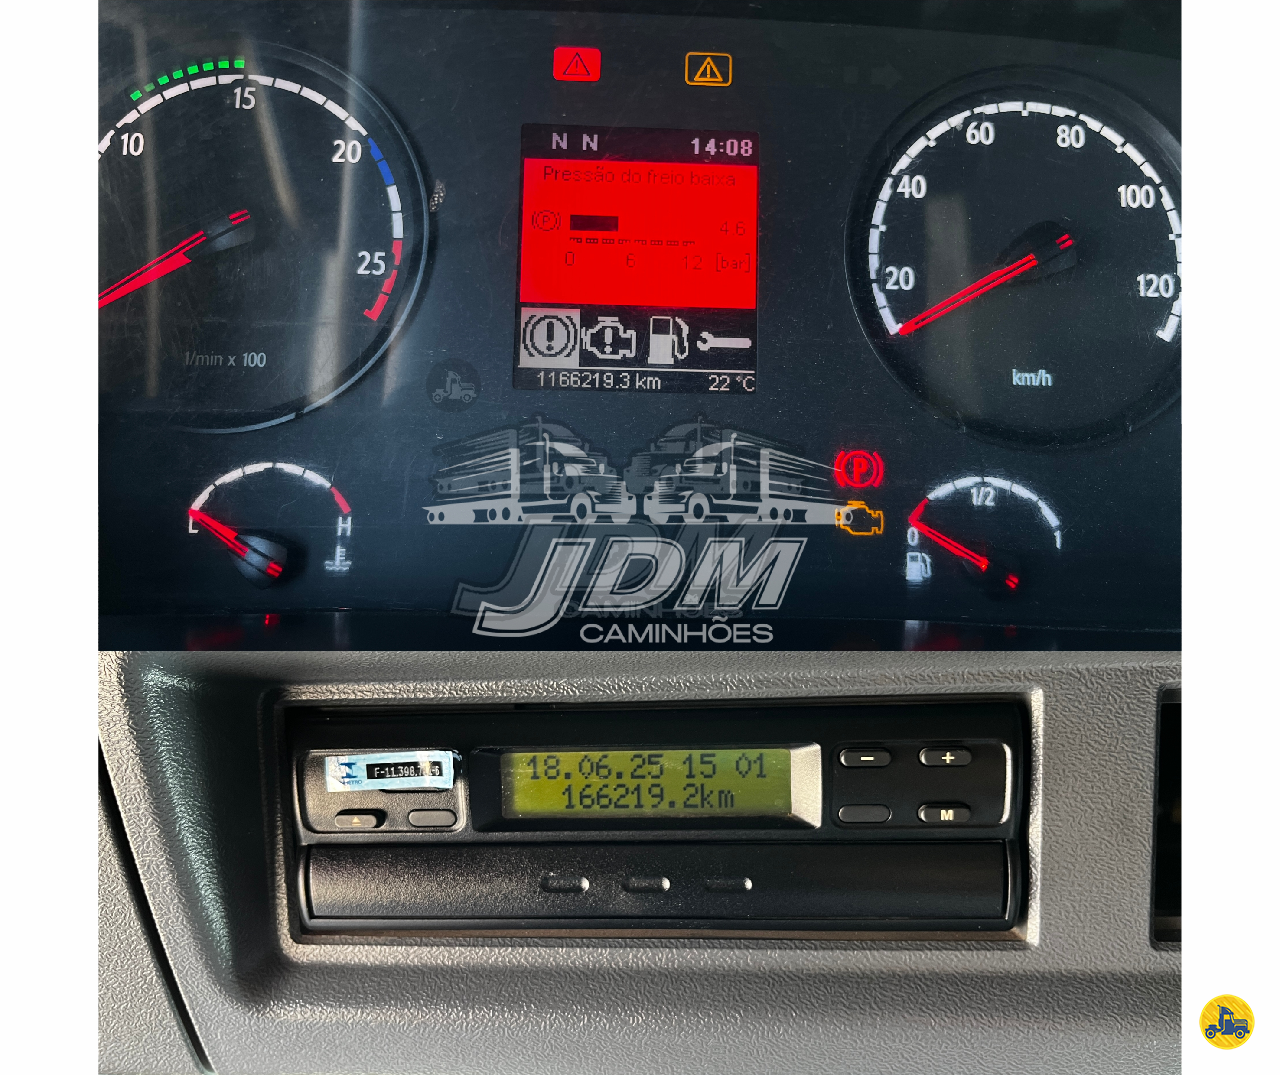 10
15
20
25
1/min x 100
N N 14:08
Pressão do freio baixa
P 4.6
0 6 12 [bar]
1166219.3 km 22 °C
20
40
60
80
100
120
km/h
L
H
P
0
1/2
1
JDM
CAMINHÕES
18.06.25 15 01
166219.2km
- +
M